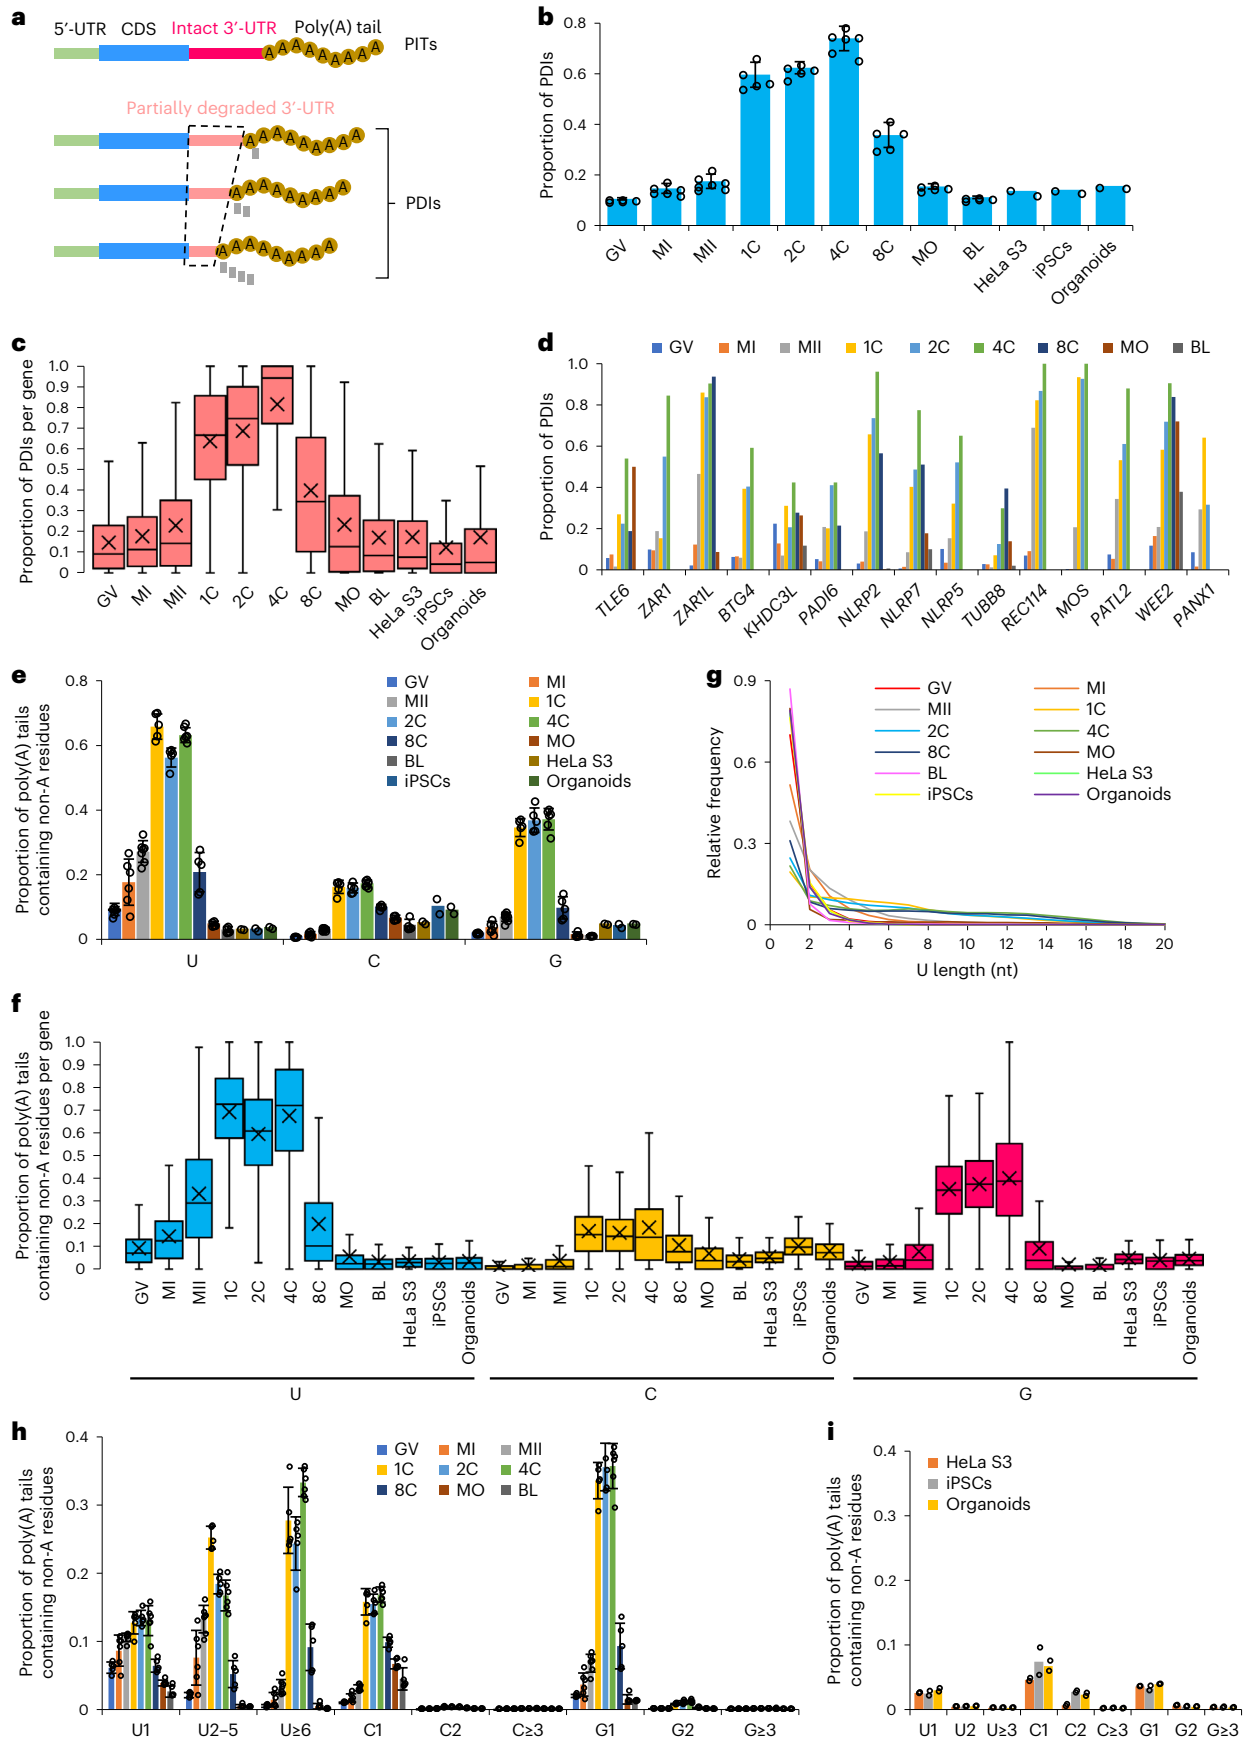 a
5′-UTR CDS Intact 3′-UTR Poly(A) tail
A A A A A A A A A
PITs
Partially degraded 3′-UTR
A A A A A A A A A
A A A A A A A A A
A A A A A A A A A
PDIs
b
Proportion of PDIs
0.8
0.6
0.4
0.2
0
GV MI MII 1C 2C 4C 8C MO BL HeLa S3 iPSCs Organoids
c
Proportion of PDIs per gene
1.0
0.9
0.8
0.7
0.6
0.5
0.4
0.3
0.2
0.1
0
GV MI MII 1C 2C 4C 8C MO BL HeLa S3 iPSCs Organoids
d
GV MI MII 1C 2C 4C 8C MO BL
Proportion of PDIs
1.0
0.8
0.6
0.4
0.2
0
TLE6 ZAR1 ZAR1L BTG4 KHDC3L PADI6 NLRP2 NLRP7 NLRP5 TUBB8 REC114 MOS PATL2 WEE2 PANX1
e
Proportion of poly(A) tails
containing non-A residues
0.8
0.6
0.4
0.2
0
GV MI
MII 1C
2C 4C
8C MO
BL HeLa S3
iPSCs Organoids
U C G
g
Relative frequency
0.9
0.6
0.3
0
GV MI
MII 1C
2C 4C
8C MO
BL HeLa S3
iPSCs Organoids
0 2 4 6 8 10 12 14 16 18 20
U length (nt)
f
Proportion of poly(A) tails
containing non-A residues per gene
1.0
0.9
0.8
0.7
0.6
0.5
0.4
0.3
0.2
0.1
0
GV MI MII 1C 2C 4C 8C MO BL HeLa S3 iPSCs Organoids GV MI MII 1C 2C 4C 8C MO BL HeLa S3 iPSCs Organoids GV MI MII 1C 2C 4C 8C MO BL HeLa S3 iPSCs Organoids
U C G
h
Proportion of poly(A) tails
containing non-A residues
0.4
0.3
0.2
0.1
0
GV MI MII
1C 2C 4C
8C MO BL
U1 U2–5 U≥6 C1 C2 C≥3 G1 G2 G≥3
i
Proportion of poly(A) tails
containing non-A residues
0.4
0.3
0.2
0.1
0
HeLa S3
iPSCs
Organoids
U1 U2 U≥3 C1 C2 C≥3 G1 G2 G≥3